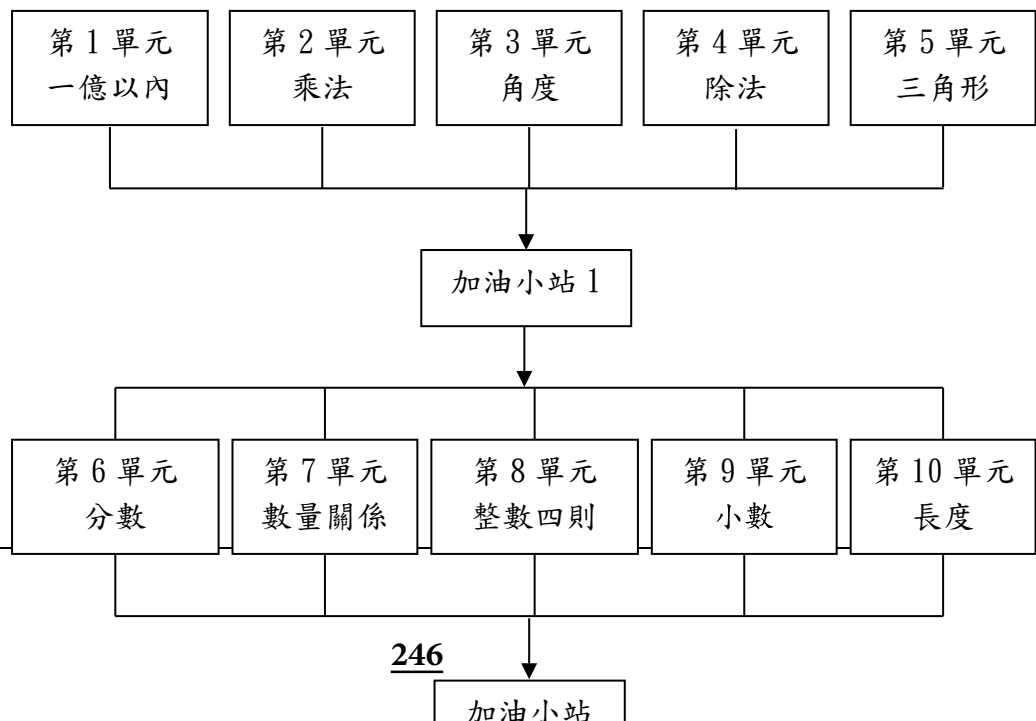 第 1 單元
一億以內
第 2 單元
乘法
第 3 單元
角度
第 4 單元
除法
第 5 單元
三角形
加油小站 1
第 6 單元
分數
第 7 單元
數量關係
第 8 單元
整數四則
第 9 單元
小數
第 10 單元
長度
246
加油小站